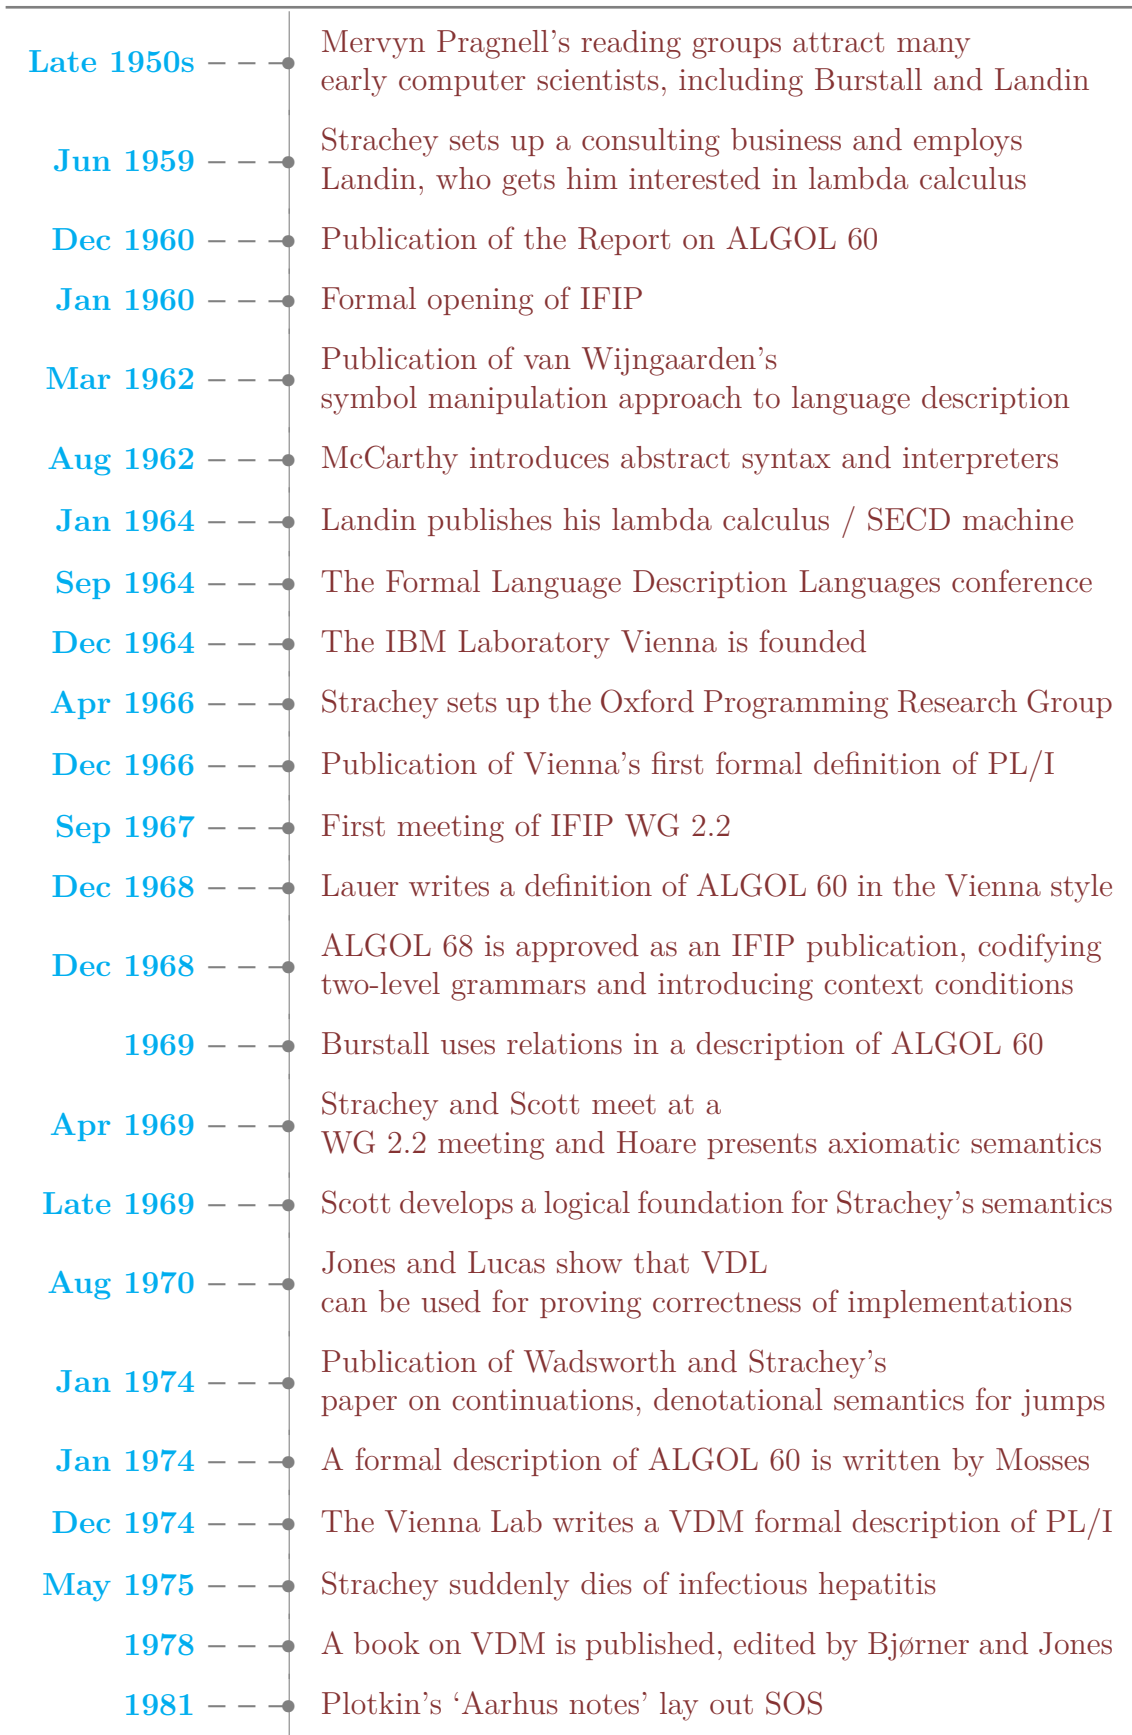 Late 1950s
Mervyn Pragnell's reading groups attract many
early computer scientists, including Burstall and Landin
Jun 1959
Strachey sets up a consulting business and employs
Landin, who gets him interested in lambda calculus
Dec 1960
Publication of the Report on ALGOL 60
Jan 1960
Formal opening of IFIP
Mar 1962
Publication of van Wijngaarden's
symbol manipulation approach to language description
Aug 1962
McCarthy introduces abstract syntax and interpreters
Jan 1964
Landin publishes his lambda calculus / SECD machine
Sep 1964
The Formal Language Description Languages conference
Dec 1964
The IBM Laboratory Vienna is founded
Apr 1966
Strachey sets up the Oxford Programming Research Group
Dec 1966
Publication of Vienna's first formal definition of PL/I
Sep 1967
First meeting of IFIP WG 2.2
Dec 1968
Lauer writes a definition of ALGOL 60 in the Vienna style
Dec 1968
ALGOL 68 is approved as an IFIP publication, codifying
two-level grammars and introducing context conditions
1969
Burstall uses relations in a description of ALGOL 60
Apr 1969
Strachey and Scott meet at a
WG 2.2 meeting and Hoare presents axiomatic semantics
Late 1969
Scott develops a logical foundation for Strachey's semantics
Aug 1970
Jones and Lucas show that VDL
can be used for proving correctness of implementations
Jan 1974
Publication of Wadsworth and Strachey's
paper on continuations, denotational semantics for jumps
Jan 1974
A formal description of ALGOL 60 is written by Mosses
Dec 1974
The Vienna Lab writes a VDM formal description of PL/I
May 1975
Strachey suddenly dies of infectious hepatitis
1978
A book on VDM is published, edited by Bjørner and Jones
1981
Plotkin's ‘Aarhus notes’ lay out SOS